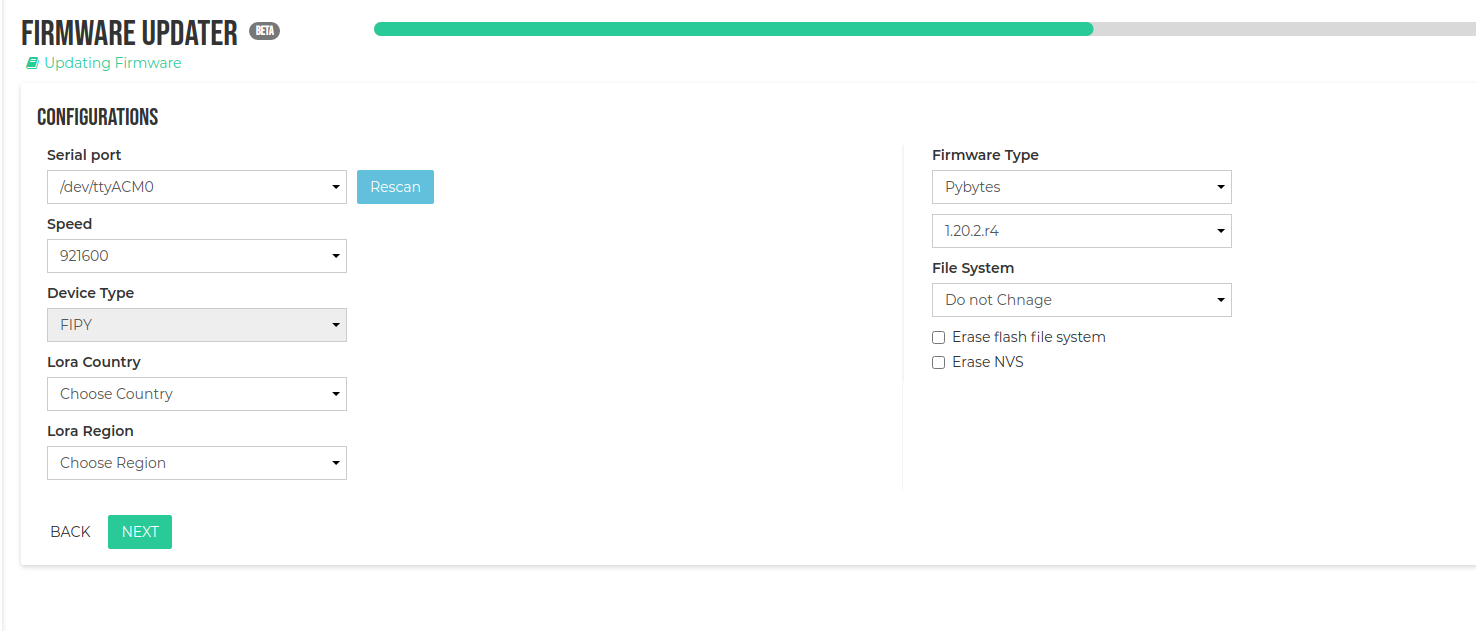 FIRMWARE UPDATER BETA
Updating Firmware
CONFIGURATIONS
Serial port
/dev/ttyACM0
Rescan
Speed
921600
Device Type
FIPY
Lora Country
Choose Country
Lora Region
Choose Region
BACK
NEXT
Firmware Type
Pybytes
1.20.2.r4
File System
Do not Chnage
Erase flash file system
Erase NVS